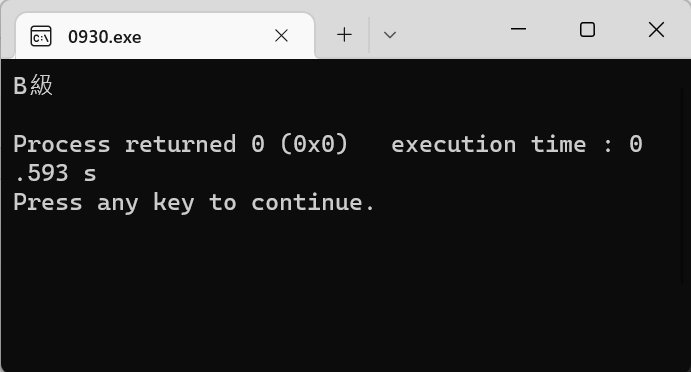 0930.exe
B級
Process returned 0 (0x0)   execution time : 0
.593 s
Press any key to continue.